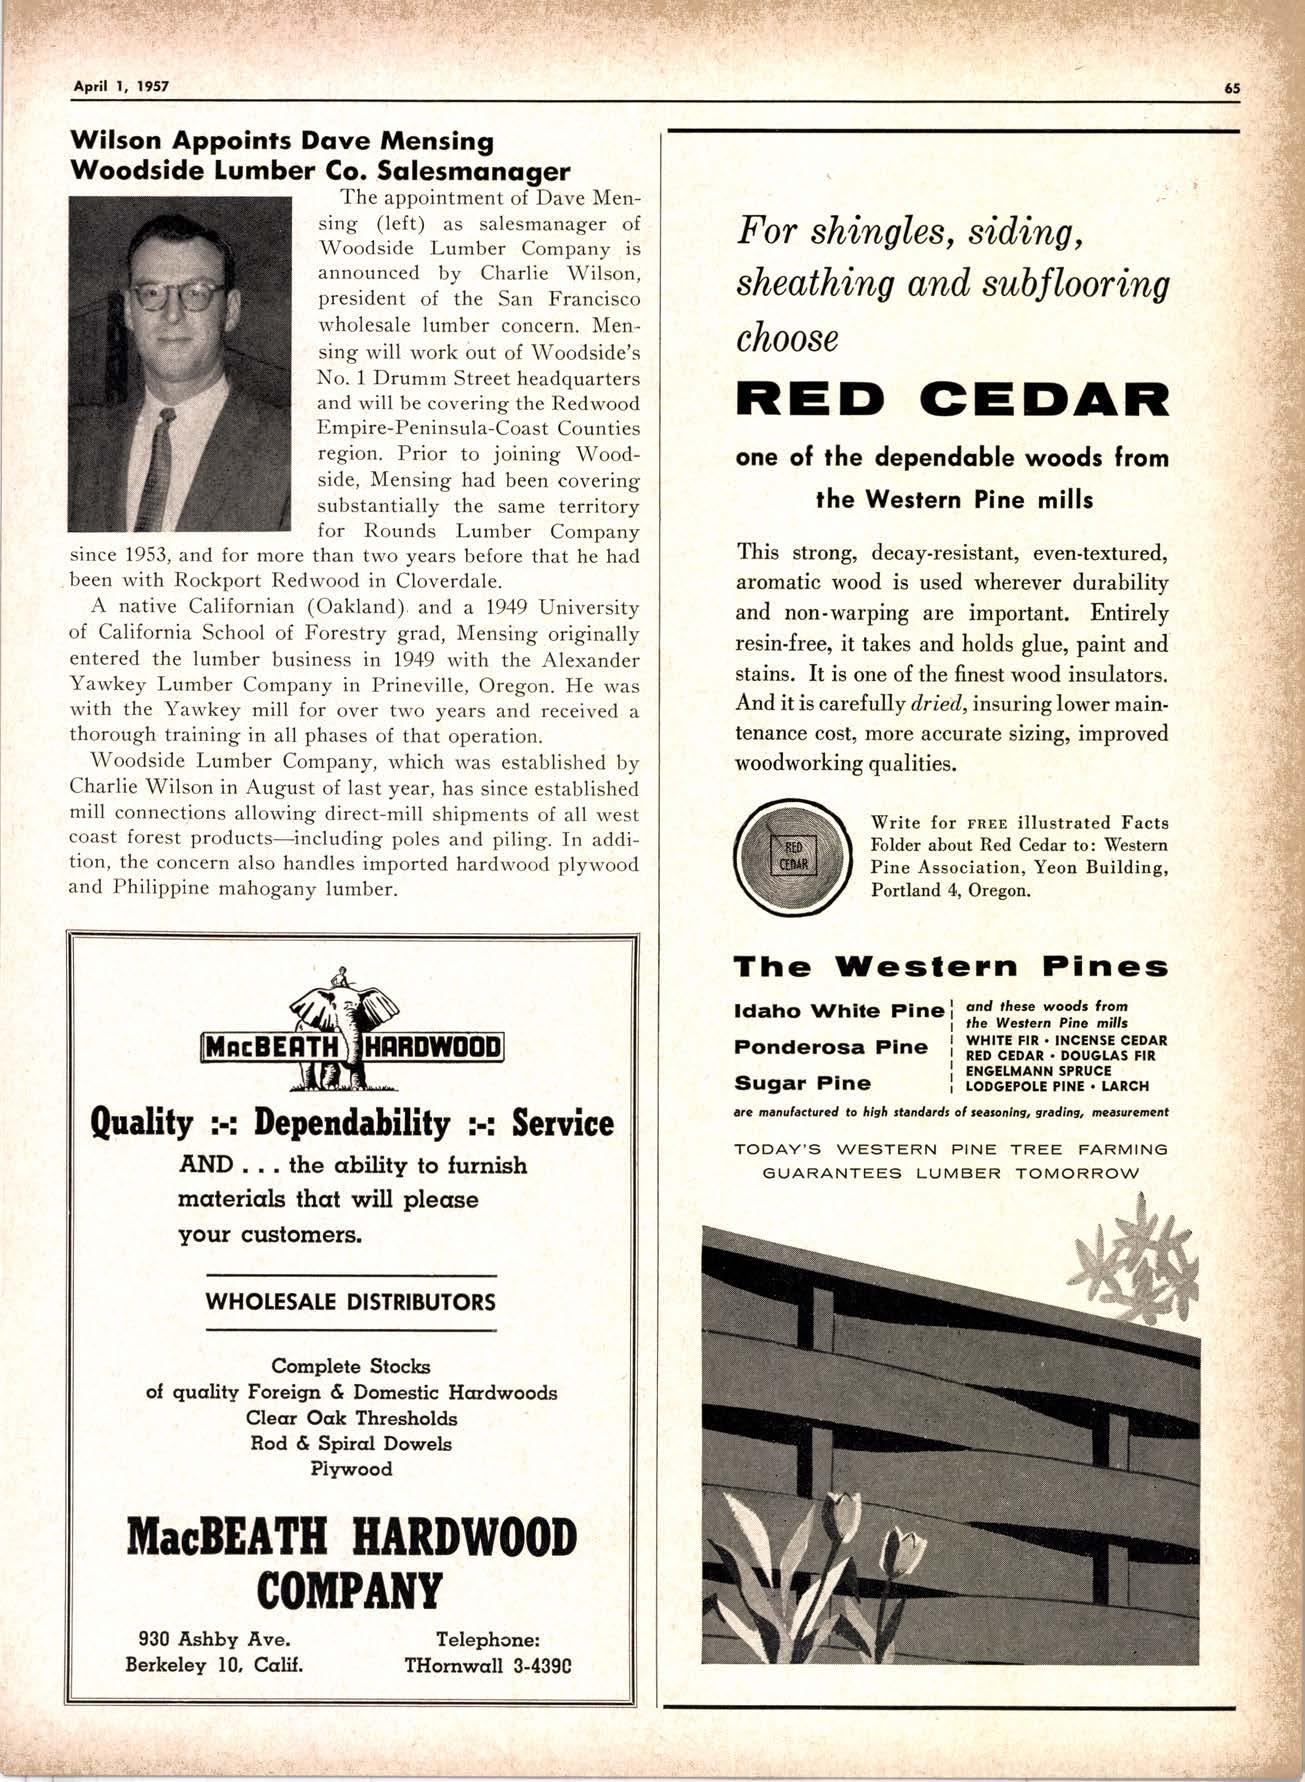 April 1, 1957
65
Wilson Appoints Dave Mensing
Woodside Lumber Co. Salesmanager
The appointment of Dave Men-
sing (left) as salesmanager of
Woodside Lumber Company is
announced by Charlie Wilson,
president of the San Francisco
wholesale lumber concern. Men-
sing will work out of Woodside's
No. 1 Drumm Street headquarters
and will be covering the Redwood
Empire-Peninsula-Coast Counties
region. Prior to joining Wood-
side, Mensing had been covering
substantially the same territory
for Rounds Lumber Company
since 1953, and for more than two years before that he had
been with Rockport Redwood in Cloverdale.
A native Californian (Oakland) and a 1949 University
of California School of Forestry grad, Mensing originally
entered the lumber business in 1949 with the Alexander
Yawkey Lumber Company in Prineville, Oregon. He was
with the Yawkey mill for over two years and received a
thorough training in all phases of that operation.
Woodside Lumber Company, which was established by
Charlie Wilson in August of last year, has since established
mill connections allowing direct-mill shipments of all west
coast forest products—including poles and piling. In addi-
tion, the concern also handles imported hardwood plywood
and Philippine mahogany lumber.
MacBEATH HARDWOOD
Quality :-: Dependability :-: Service
AND . . . the ability to furnish
materials that will please
your customers.
WHOLESALE DISTRIBUTORS
Complete Stocks
of quality Foreign & Domestic Hardwoods
Clear Oak Thresholds
Rod & Spiral Dowels
Plywood
MacBEATH HARDWOOD
COMPANY
930 Ashby Ave.
Berkeley 10, Calif.
Telephone:
THornwall 3-4390
For shingles, siding,
sheathing and subflooring
choose
RED CEDAR
one of the dependable woods from
the Western Pine mills
This strong, decay-resistant, even-textured,
aromatic wood is used wherever durability
and non-warping are important. Entirely
resin-free, it takes and holds glue, paint and
stains. It is one of the finest wood insulators.
And it is carefully dried, insuring lower main-
tenance cost, more accurate sizing, improved
woodworking qualities.
RED
CEDAR
Write for FREE illustrated Facts
Folder about Red Cedar to: Western
Pine Association, Yeon Building,
Portland 4, Oregon.
The Western Pines
Idaho White Pine
Ponderosa Pine
Sugar Pine
and these woods from
the Western Pine mills
WHITE FIR • INCENSE CEDAR
RED CEDAR • DOUGLAS FIR
ENGELMANN SPRUCE
LODGEPOLE PINE • LARCH
are manufactured to high standards of seasoning, grading, measurement
TODAY'S WESTERN PINE TREE FARMING
GUARANTEES LUMBER TOMORROW